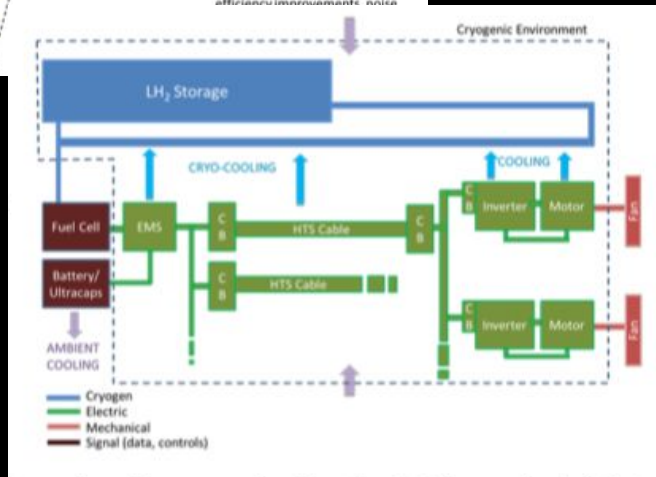 efficiency improvements, noise
Cryogenic Environment
LH₂ Storage
CRYO-COOLING
COOLING
Fuel Cell
EMS
C
B
HTS Cable
C
B
C
B
Inverter
Motor
Fan
Battery/
Ultracaps
C
B
HTS Cable
AMBIENT
COOLING
C
B
Inverter
Motor
Fan
Cryogen
Electric
Mechanical
Signal (data, controls)